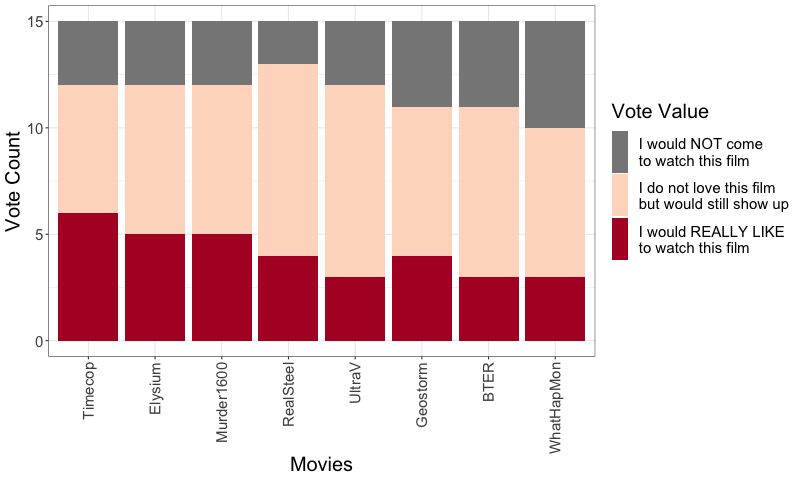 15
10
5
0
Vote Count
Timecop
Elysium
Murder1600
RealSteel
UltraV
Geostorm
BTER
WhatHapMon
Movies
Vote Value
I would NOT come
to watch this film
I do not love this film
but would still show up
I would REALLY LIKE
to watch this film